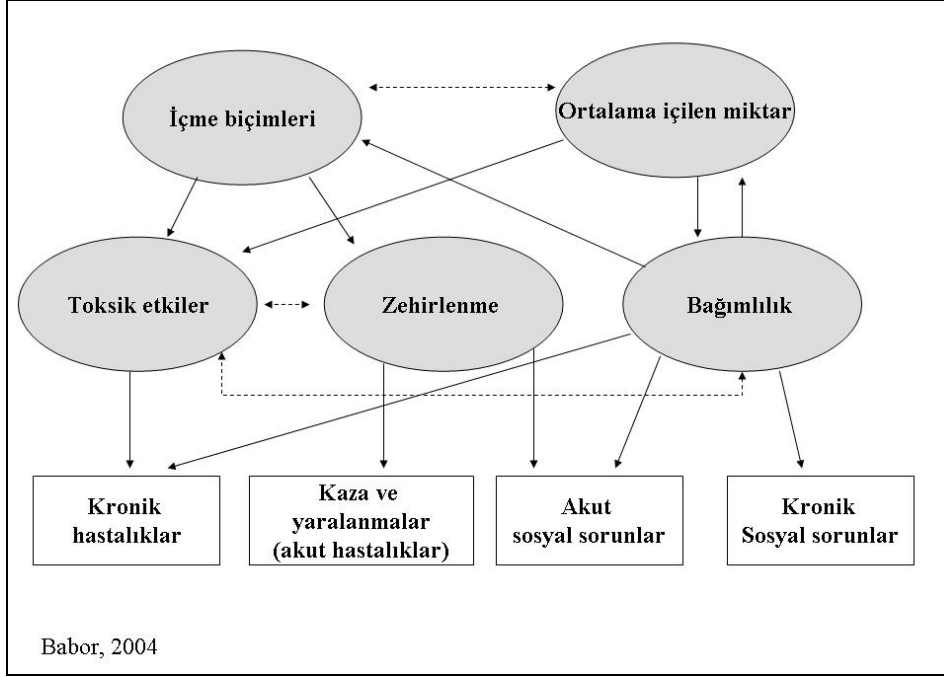 İçme biçimleri
Ortalama içilen miktar
Toksik etkiler
Zehirlenme
Bağımlılık
Kronik
hastalıklar
Kaza ve
yaralanmalar
(akut hastalıklar)
Akut
sosyal sorunlar
Kronik
Sosyal sorunlar
Babor, 2004